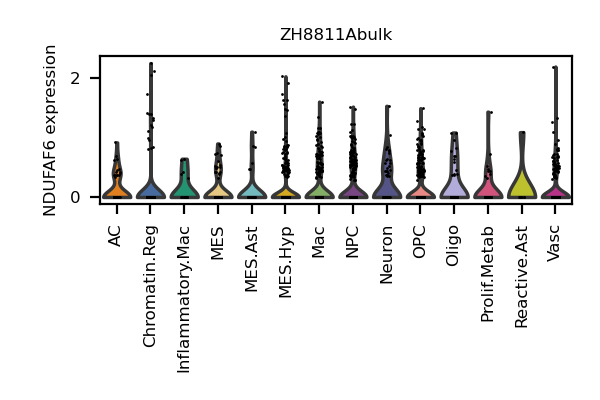 ZH8811Abulk
NDUFAF6 expression
2
0
AC
Chromatin.Reg
Inflammatory.Mac
MES
MES.Ast
MES.Hyp
Mac
NPC
Neuron
OPC
Oligo
Prolif.Metab
Reactive.Ast
Vasc